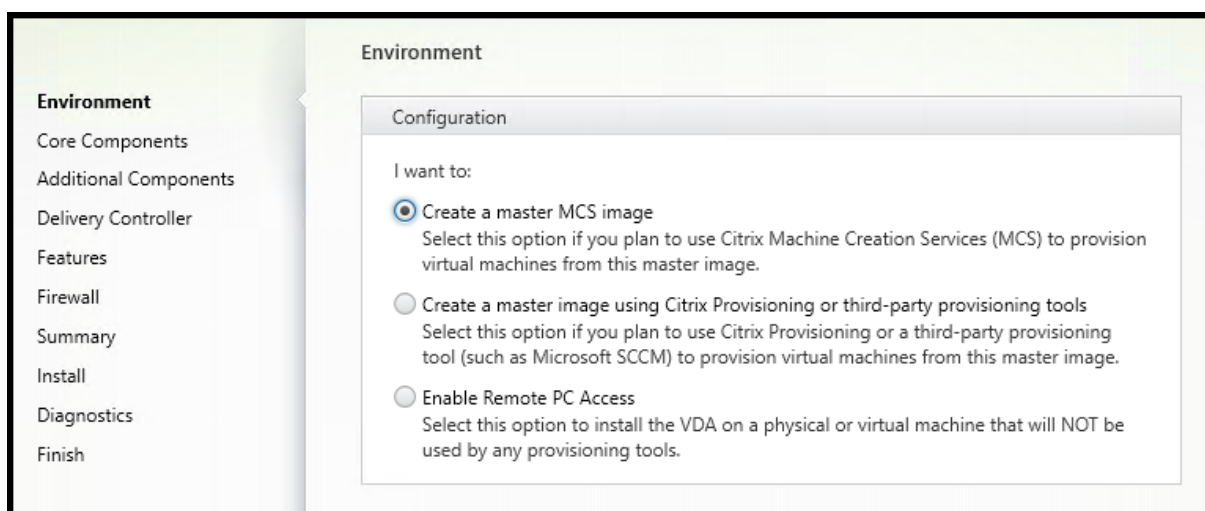 Environment
Core Components
Additional Components
Delivery Controller
Features
Firewall
Summary
Install
Diagnostics
Finish
Environment
Configuration
I want to:
Create a master MCS image
Select this option if you plan to use Citrix Machine Creation Services (MCS) to provision
virtual machines from this master image.
Create a master image using Citrix Provisioning or third-party provisioning tools
Select this option if you plan to use Citrix Provisioning or a third-party provisioning
tool (such as Microsoft SCCM) to provision virtual machines from this master image.
Enable Remote PC Access
Select this option to install the VDA on a physical or virtual machine that will NOT be
used by any provisioning tools.